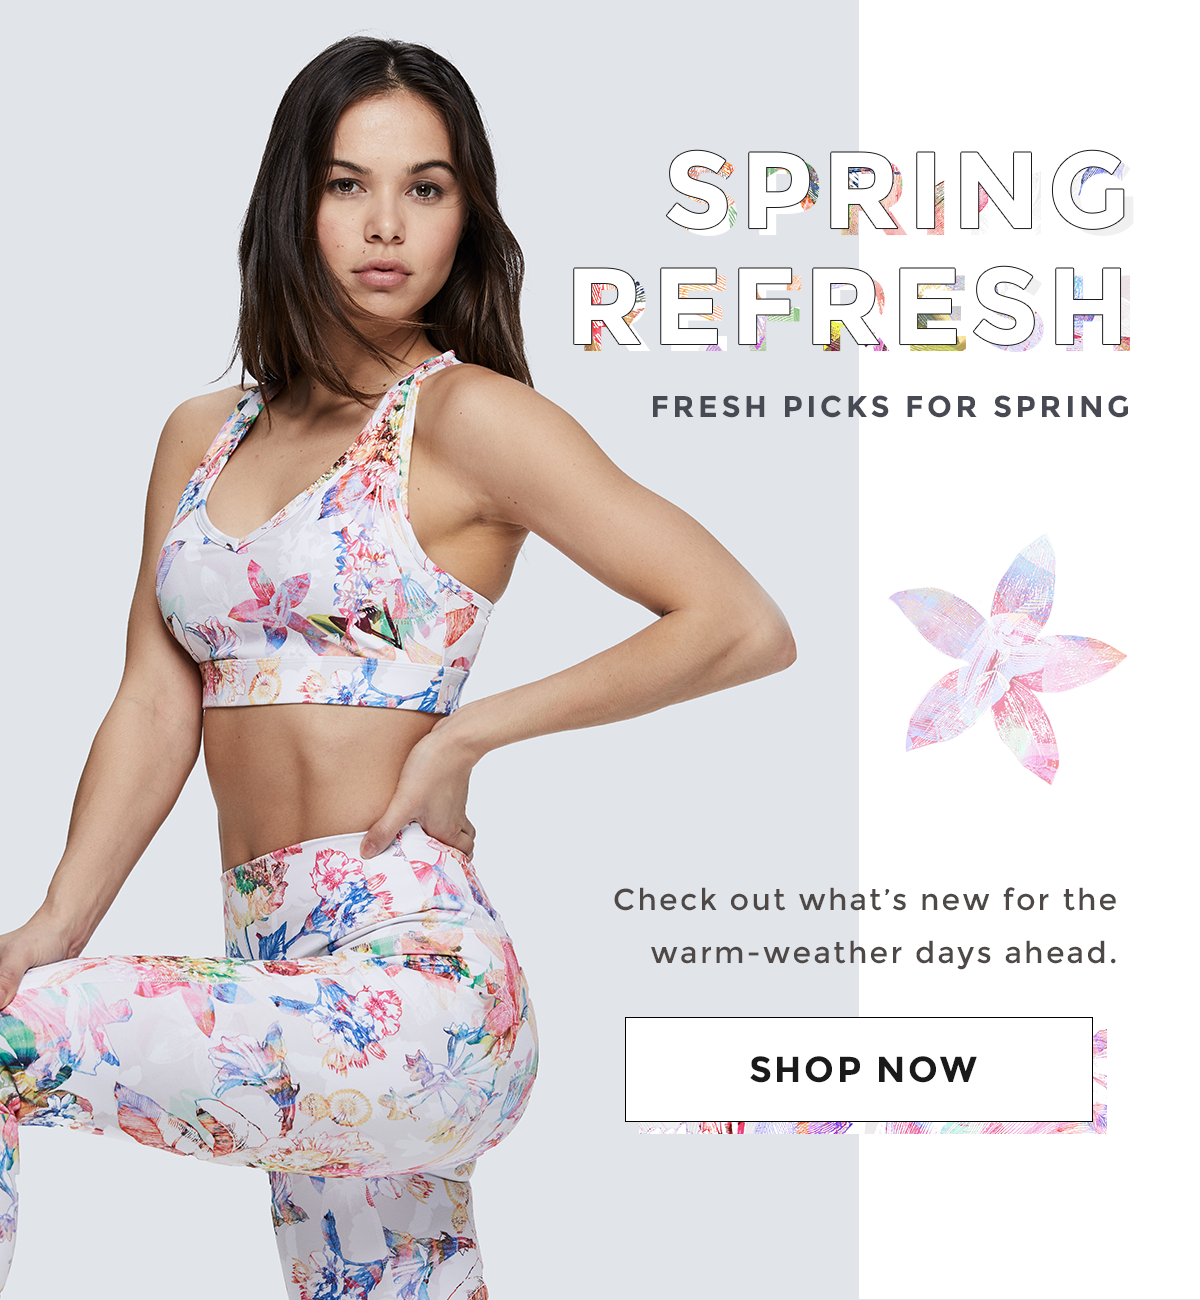 SPRING
REFRESH
FRESH PICKS FOR SPRING
Check out what’s new for the
warm-weather days ahead.
SHOP NOW